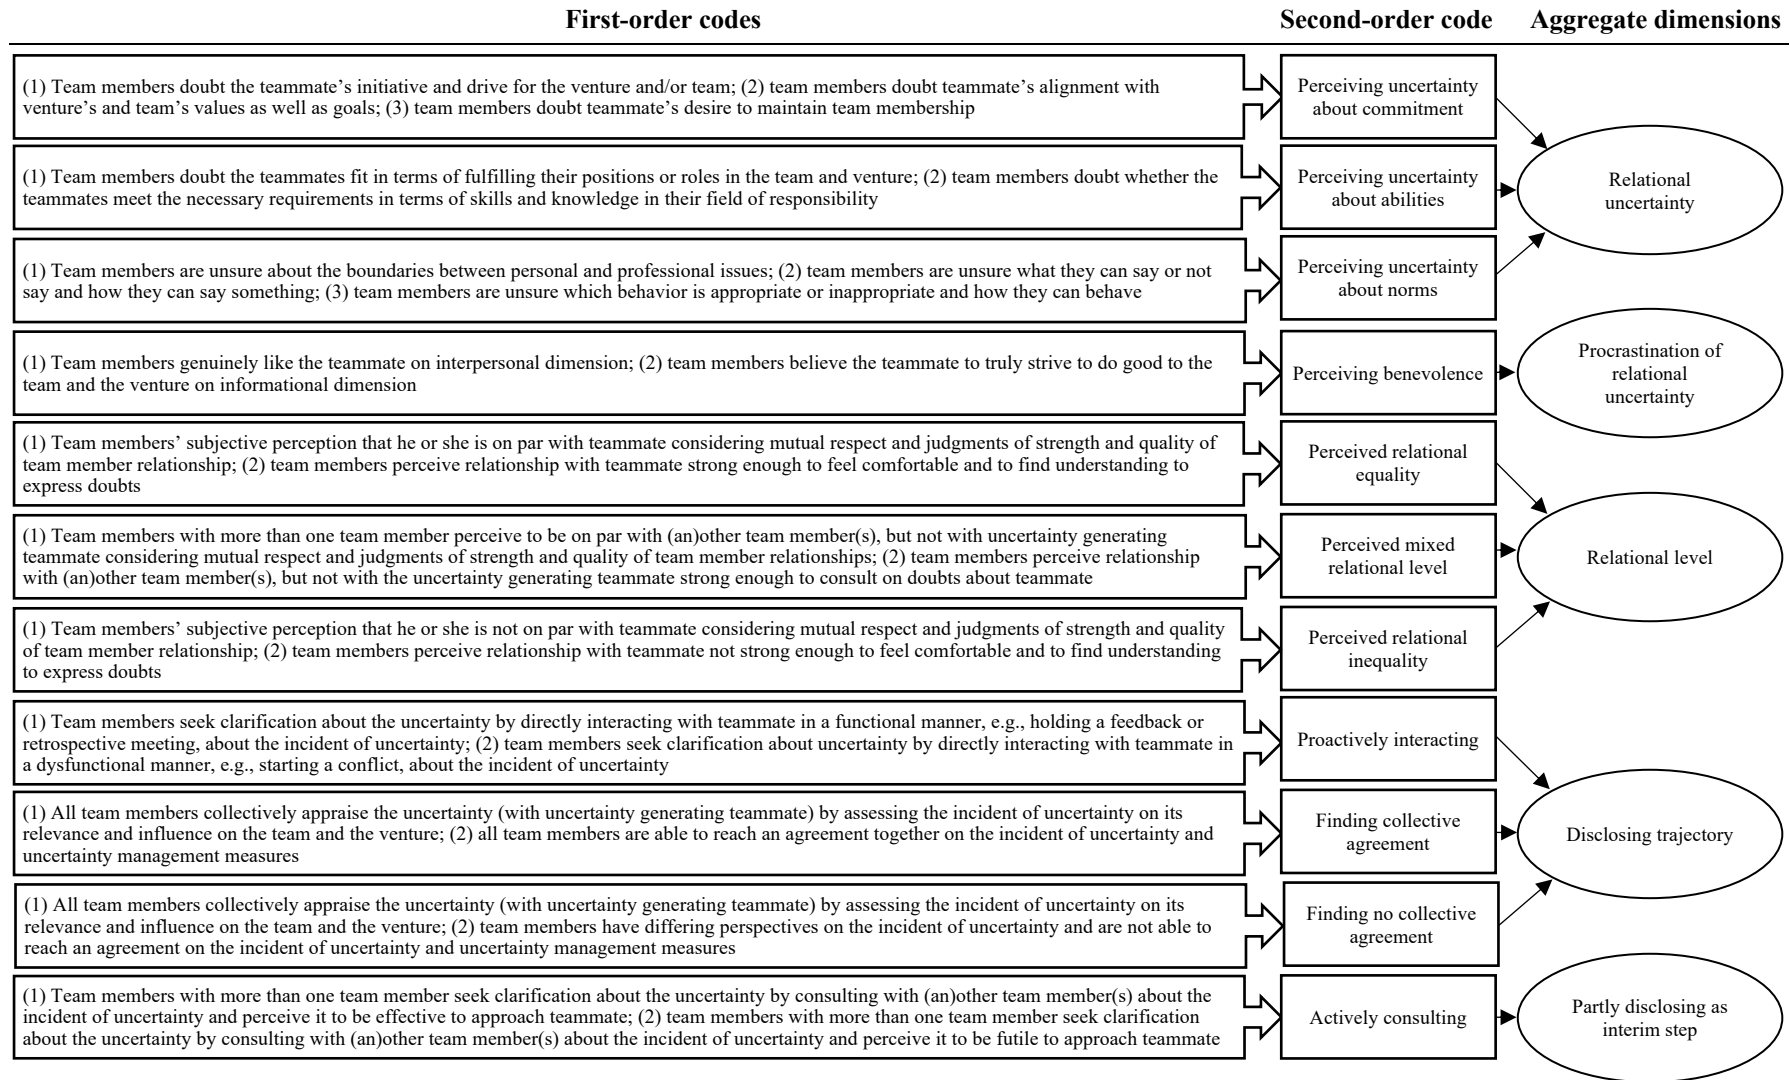 First-order codes
Second-order code
Aggregate dimensions
(1) Team members doubt the teammate’s initiative and drive for the venture and/or team; (2) team members doubt teammate’s alignment with
venture’s and team’s values as well as goals; (3) team members doubt teammate’s desire to maintain team membership
Perceiving uncertainty
about commitment
(1) Team members doubt the teammates fit in terms of fulfilling their positions or roles in the team and venture; (2) team members doubt whether the
teammates meet the necessary requirements in terms of skills and knowledge in their field of responsibility
Perceiving uncertainty
about abilities
Relational
uncertainty
(1) Team members are unsure about the boundaries between personal and professional issues; (2) team members are unsure what they can say or not
say and how they can say something; (3) team members are unsure which behavior is appropriate or inappropriate and how they can behave
Perceiving uncertainty
about norms
(1) Team members genuinely like the teammate on interpersonal dimension; (2) team members believe the teammate to truly strive to do good to the
team and the venture on informational dimension
Perceiving benevolence
Procrastination of
relational
uncertainty
(1) Team members’ subjective perception that he or she is on par with teammate considering mutual respect and judgments of strength and quality of
team member relationship; (2) team members perceive relationship with teammate strong enough to feel comfortable and to find understanding to
express doubts
Perceived relational
equality
(1) Team members with more than one team member perceive to be on par with (an)other team member(s), but not with uncertainty generating
teammate considering mutual respect and judgments of strength and quality of team member relationships; (2) team members perceive relationship
with (an)other team member(s), but not with the uncertainty generating teammate strong enough to consult on doubts about teammate
Perceived mixed
relational level
Relational level
(1) Team members’ subjective perception that he or she is not on par with teammate considering mutual respect and judgments of strength and quality
of team member relationship; (2) team members perceive relationship with teammate not strong enough to feel comfortable and to find understanding
to express doubts
Perceived relational
inequality
(1) Team members seek clarification about the uncertainty by directly interacting with teammate in a functional manner, e.g., holding a feedback or
retrospective meeting, about the incident of uncertainty; (2) team members seek clarification about uncertainty by directly interacting with teammate in
a dysfunctional manner, e.g., starting a conflict, about the incident of uncertainty
Proactively interacting
(1) All team members collectively appraise the uncertainty (with uncertainty generating teammate) by assessing the incident of uncertainty on its
relevance and influence on the team and the venture; (2) all team members are able to reach an agreement together on the incident of uncertainty and
uncertainty management measures
Finding collective
agreement
Disclosing trajectory
(1) All team members collectively appraise the uncertainty (with uncertainty generating teammate) by assessing the incident of uncertainty on its
relevance and influence on the team and the venture; (2) team members have differing perspectives on the incident of uncertainty and are not able to
reach an agreement on the incident of uncertainty and uncertainty management measures
Finding no collective
agreement
(1) Team members with more than one team member seek clarification about the uncertainty by consulting with (an)other team member(s) about the
incident of uncertainty and perceive it to be effective to approach teammate; (2) team members with more than one team member seek clarification
about the uncertainty by consulting with (an)other team member(s) about the incident of uncertainty and perceive it to be futile to approach teammate
Actively consulting
Partly disclosing as
interim step